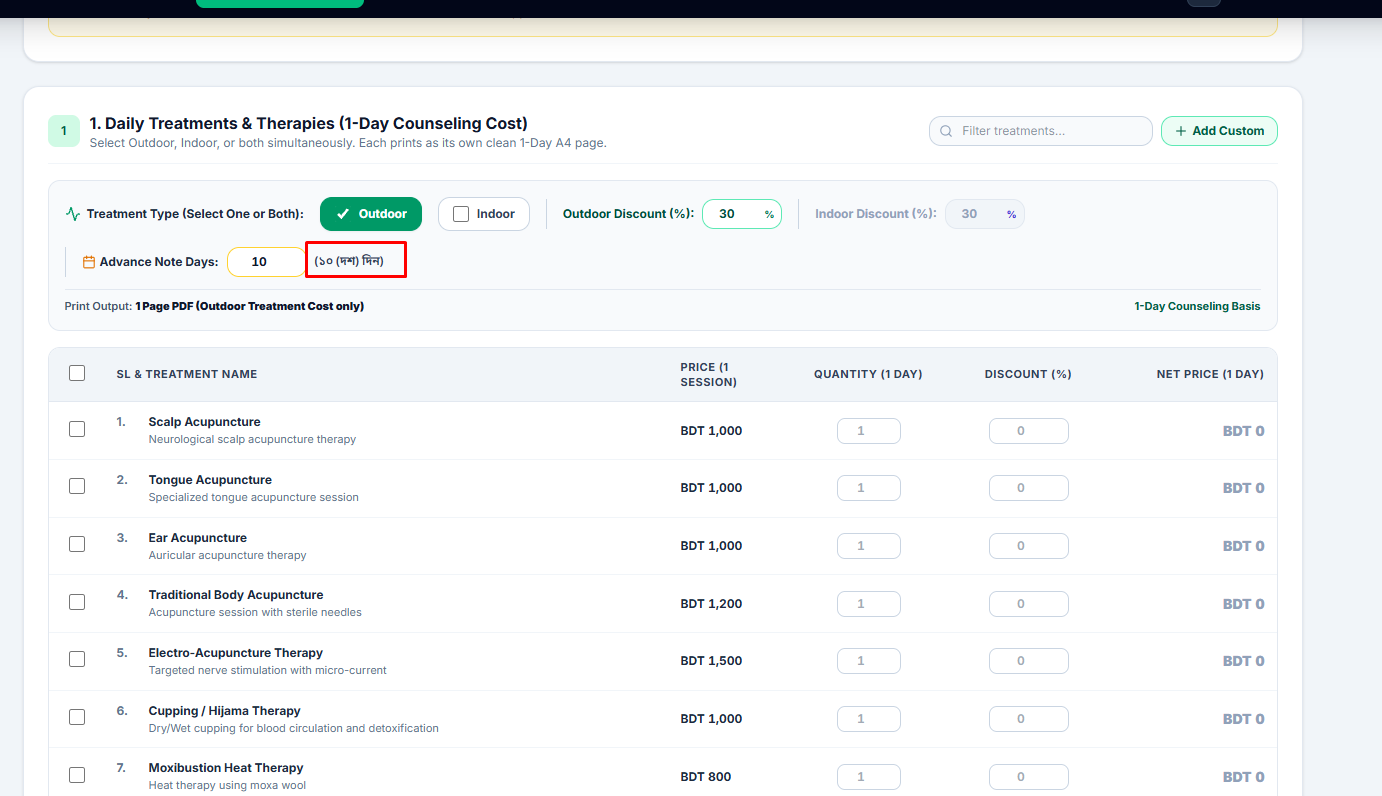 1
1. Daily Treatments & Therapies (1-Day Counseling Cost)
Select Outdoor, Indoor, or both simultaneously. Each prints as its own clean 1-Day A4 page.
Filter treatments...
+ Add Custom
Treatment Type (Select One or Both):
Outdoor
Indoor
Outdoor Discount (%):
30 %
Indoor Discount (%):
30 %
Advance Note Days:
10
(১০ (দশ) দিন)
Print Output: 1 Page PDF (Outdoor Treatment Cost only)
1-Day Counseling Basis
SL & TREATMENT NAME
PRICE (1
SESSION)
QUANTITY (1 DAY)
DISCOUNT (%)
NET PRICE (1 DAY)
1. Scalp Acupuncture
Neurological scalp acupuncture therapy
BDT 1,000
1
0
BDT 0
2. Tongue Acupuncture
Specialized tongue acupuncture session
BDT 1,000
1
0
BDT 0
3. Ear Acupuncture
Auricular acupuncture therapy
BDT 1,000
1
0
BDT 0
4. Traditional Body Acupuncture
Acupuncture session with sterile needles
BDT 1,200
1
0
BDT 0
5. Electro-Acupuncture Therapy
Targeted nerve stimulation with micro-current
BDT 1,500
1
0
BDT 0
6. Cupping / Hijama Therapy
Dry/Wet cupping for blood circulation and detoxification
BDT 1,000
1
0
BDT 0
7. Moxibustion Heat Therapy
Heat therapy using moxa wool
BDT 800
1
0
BDT 0